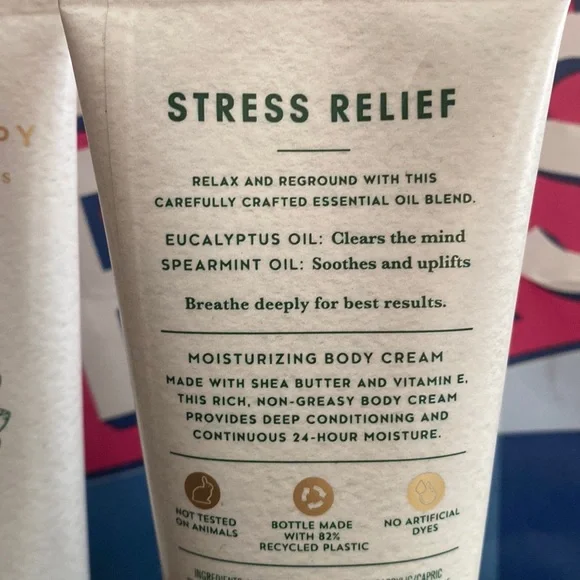 STRESS RELIEF
RELAX AND REGROUND WITH THIS
CAREFULLY CRAFTED ESSENTIAL OIL BLEND.
EUCALYPTUS OIL: Clears the mind
SPEARMINT OIL: Soothes and uplifts
Breathe deeply for best results.
MOISTURIZING BODY CREAM
MADE WITH SHEA BUTTER AND VITAMIN E,
THIS RICH, NON-GREASY BODY CREAM
PROVIDES DEEP CONDITIONING AND
CONTINUOUS 24-HOUR MOISTURE.
NOT TESTED
ON ANIMALS
BOTTLE MADE
WITH 82%
RECYCLED PLASTIC
NO ARTIFICIAL
DYES